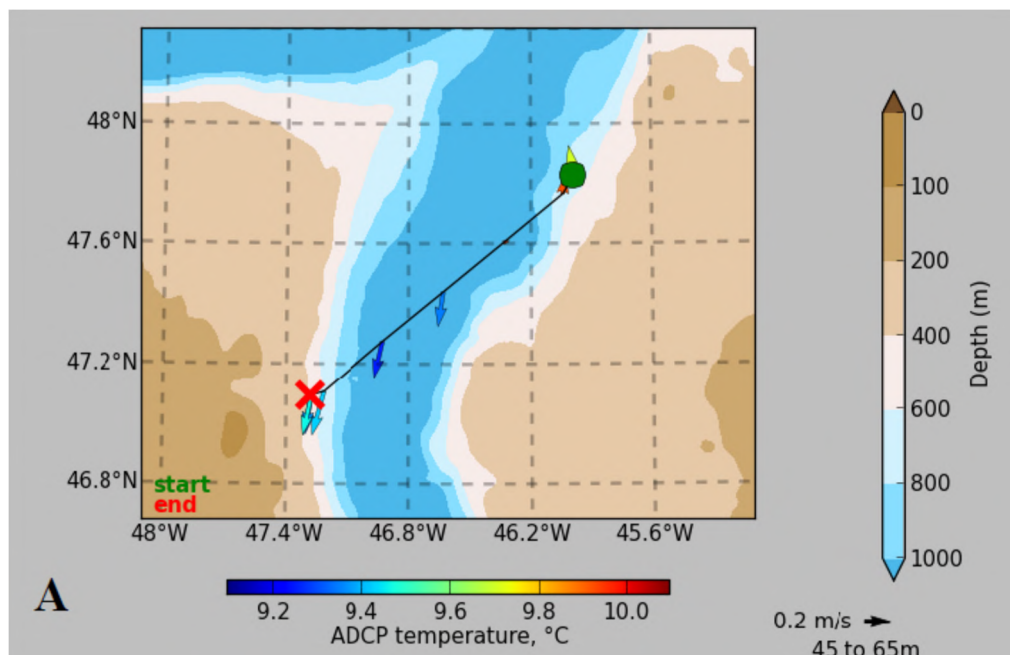 48°N
47.6°N
47.2°N
46.8°N
start
end
48°W 47.4°W 46.8°W 46.2°W 45.6°W
0
100
200
400
600
800
1000
Depth (m)
A
9.2 9.4 9.6 9.8 10.0
ADCP temperature, °C
0.2 m/s
45 to 65m